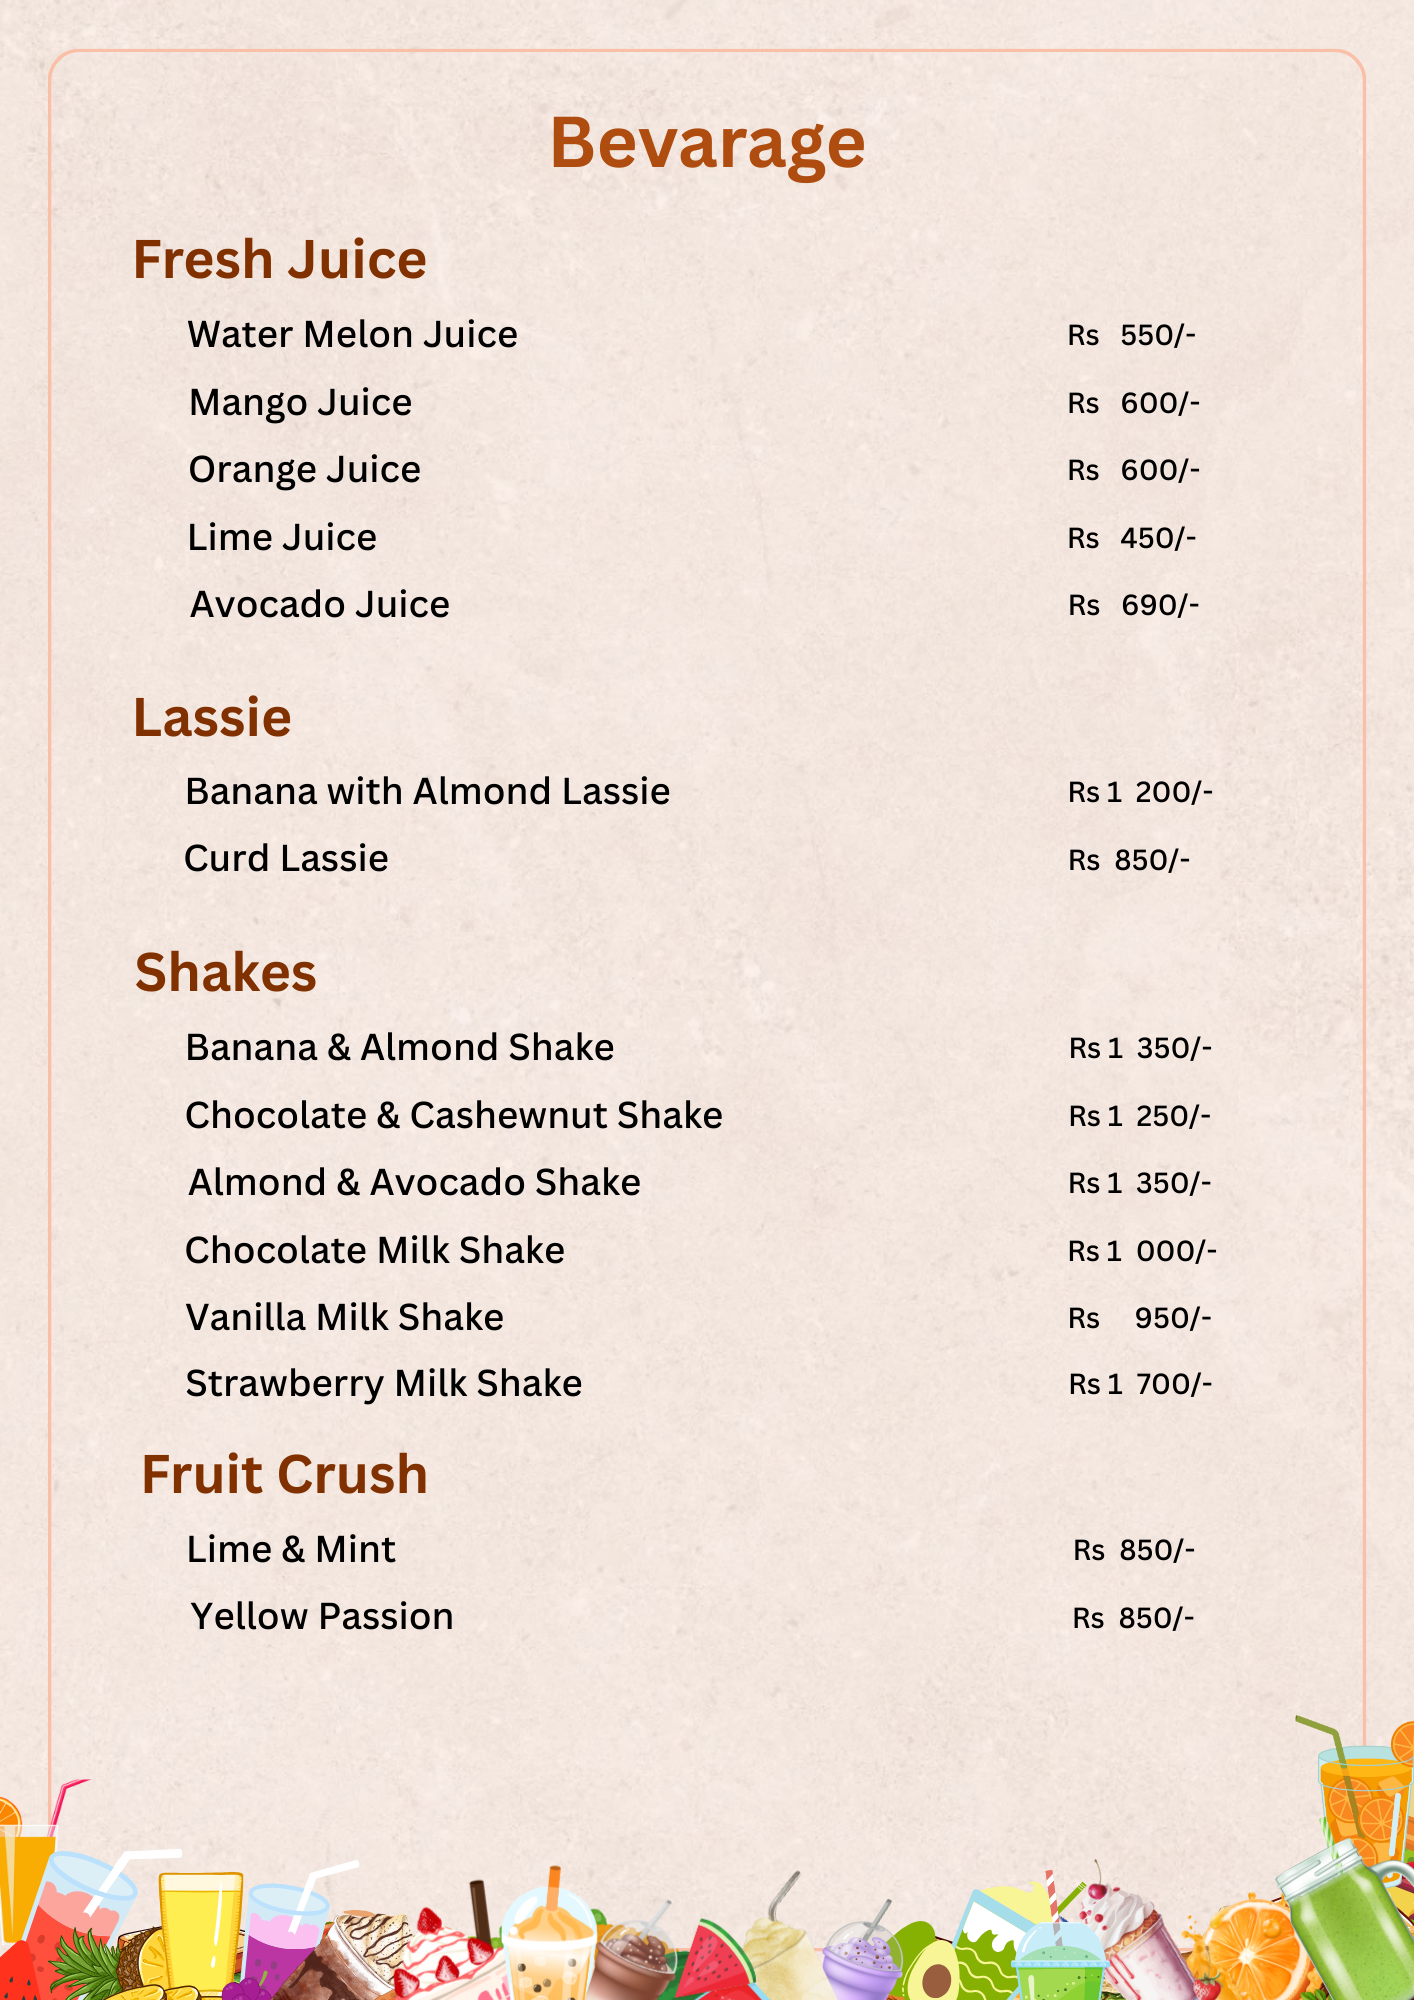 Bevarage
Fresh Juice
Water Melon Juice Rs 550/-
Mango Juice Rs 600/-
Orange Juice Rs 600/-
Lime Juice Rs 450/-
Avocado Juice Rs 690/-
Lassie
Banana with Almond Lassie Rs 1 200/-
Curd Lassie Rs 850/-
Shakes
Banana & Almond Shake Rs 1 350/-
Chocolate & Cashewnut Shake Rs 1 250/-
Almond & Avocado Shake Rs 1 350/-
Chocolate Milk Shake Rs 1 000/-
Vanilla Milk Shake Rs 950/-
Strawberry Milk Shake Rs 1 700/-
Fruit Crush
Lime & Mint Rs 850/-
Yellow Passion Rs 850/-